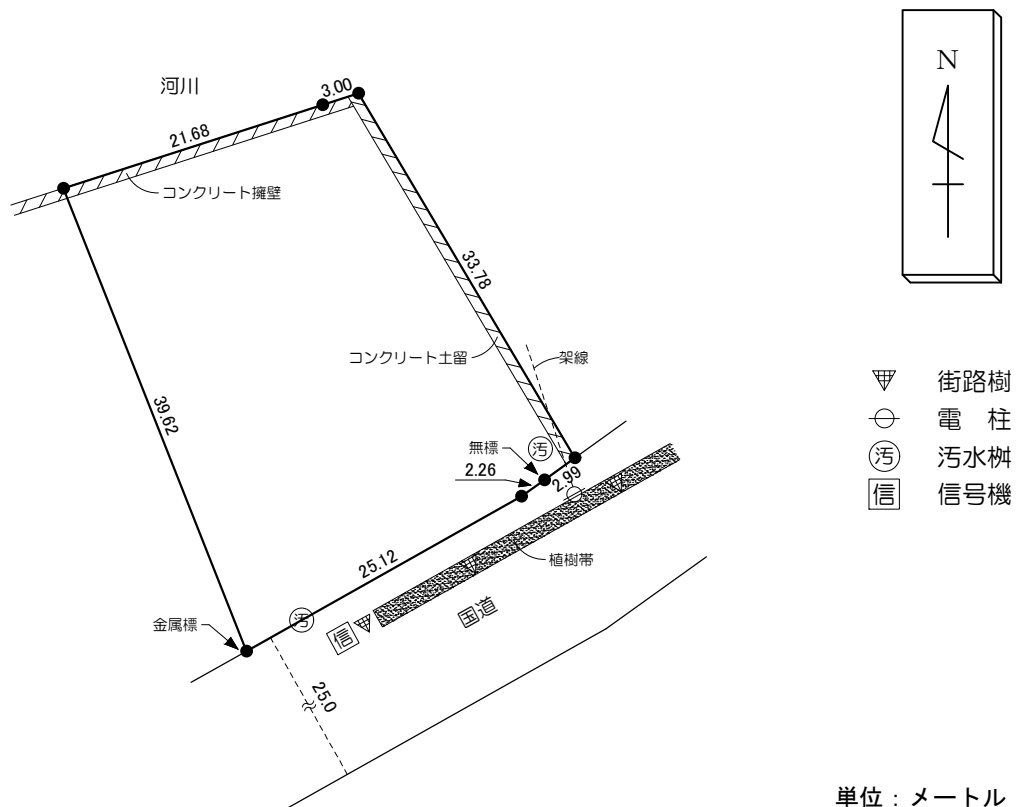 河川
3.00
21.68
コンクリート擁壁
33.78
コンクリート土留
架線
39.62
無標
汚
2.26
2.99
25.12
植樹帯
金属標
汚
信
国道
25.0
N
街路樹
電 柱
汚 汚水桝
信 信号機
単位：メートル